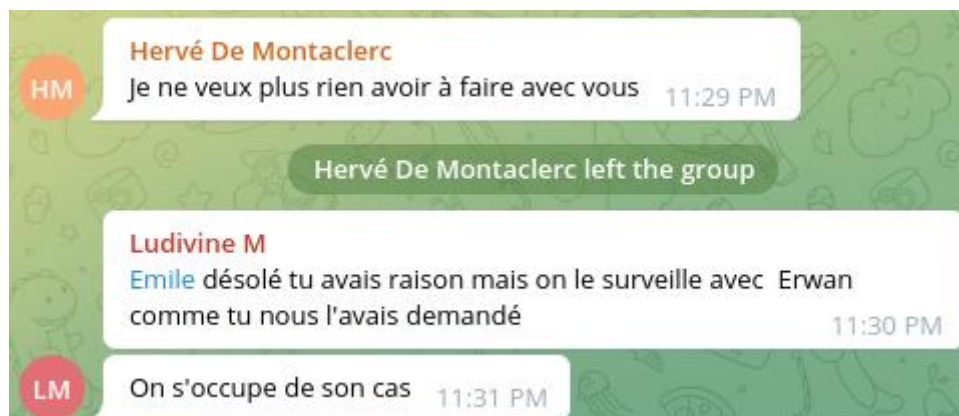 Hervé De Montaclerc
Je ne veux plus rien avoir à faire avec vous 11:29 PM
HM
Hervé De Montaclerc left the group
Ludivine M
Emile désolé tu avais raison mais on le surveille avec  Erwan
comme tu nous l'avais demandé 11:30 PM
LM
On s'occupe de son cas 11:31 PM